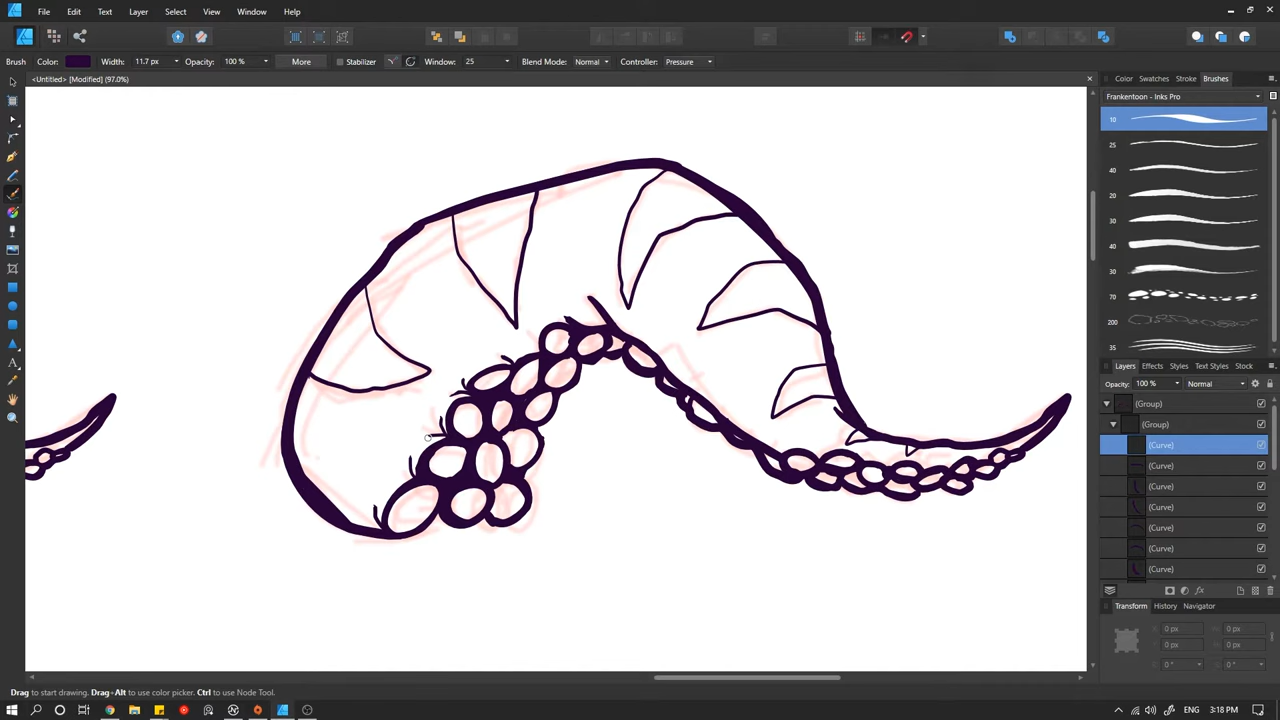 File Edit Text Layer Select View Window Help
Brush Color: Width: 11.7 px Opacity: 100 % More Stabilizer Window: 25 Blend Mode: Normal Controller: Pressure
<Untitled> [Modified] (97.0%)
Color Swatches Stroke Brushes
Frankentoon - Inks Pro
10
25
40
20
30
40
30
70
200
35
Layers Effects Styles Text Styles Stock
Opacity: 100 % Normal
(Group)
(Group)
(Curve)
(Curve)
(Curve)
(Curve)
(Curve)
(Curve)
(Curve)
Transform History Navigator
X: 0 px W: 0 px
Y: 0 px H: 0 px
R: 0 ° S: 0 °
Drag to start drawing. Drag+Alt to use color picker. Ctrl to use Node Tool.
3:18 PM